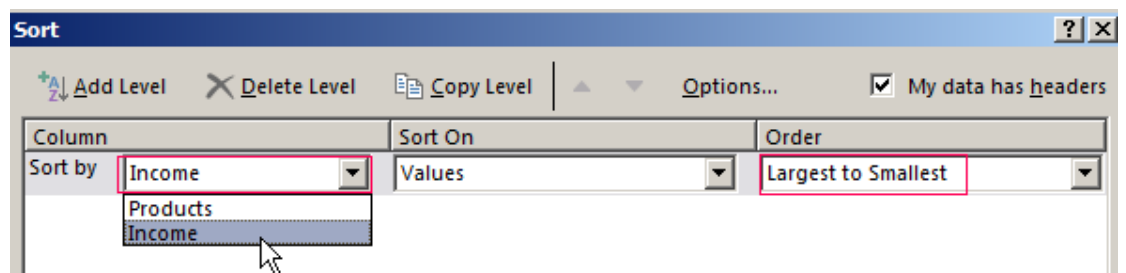 Sort
Add Level Delete Level Copy Level Options... My data has headers
Column Sort On Order
Sort by Income Values Largest to Smallest
Products
Income